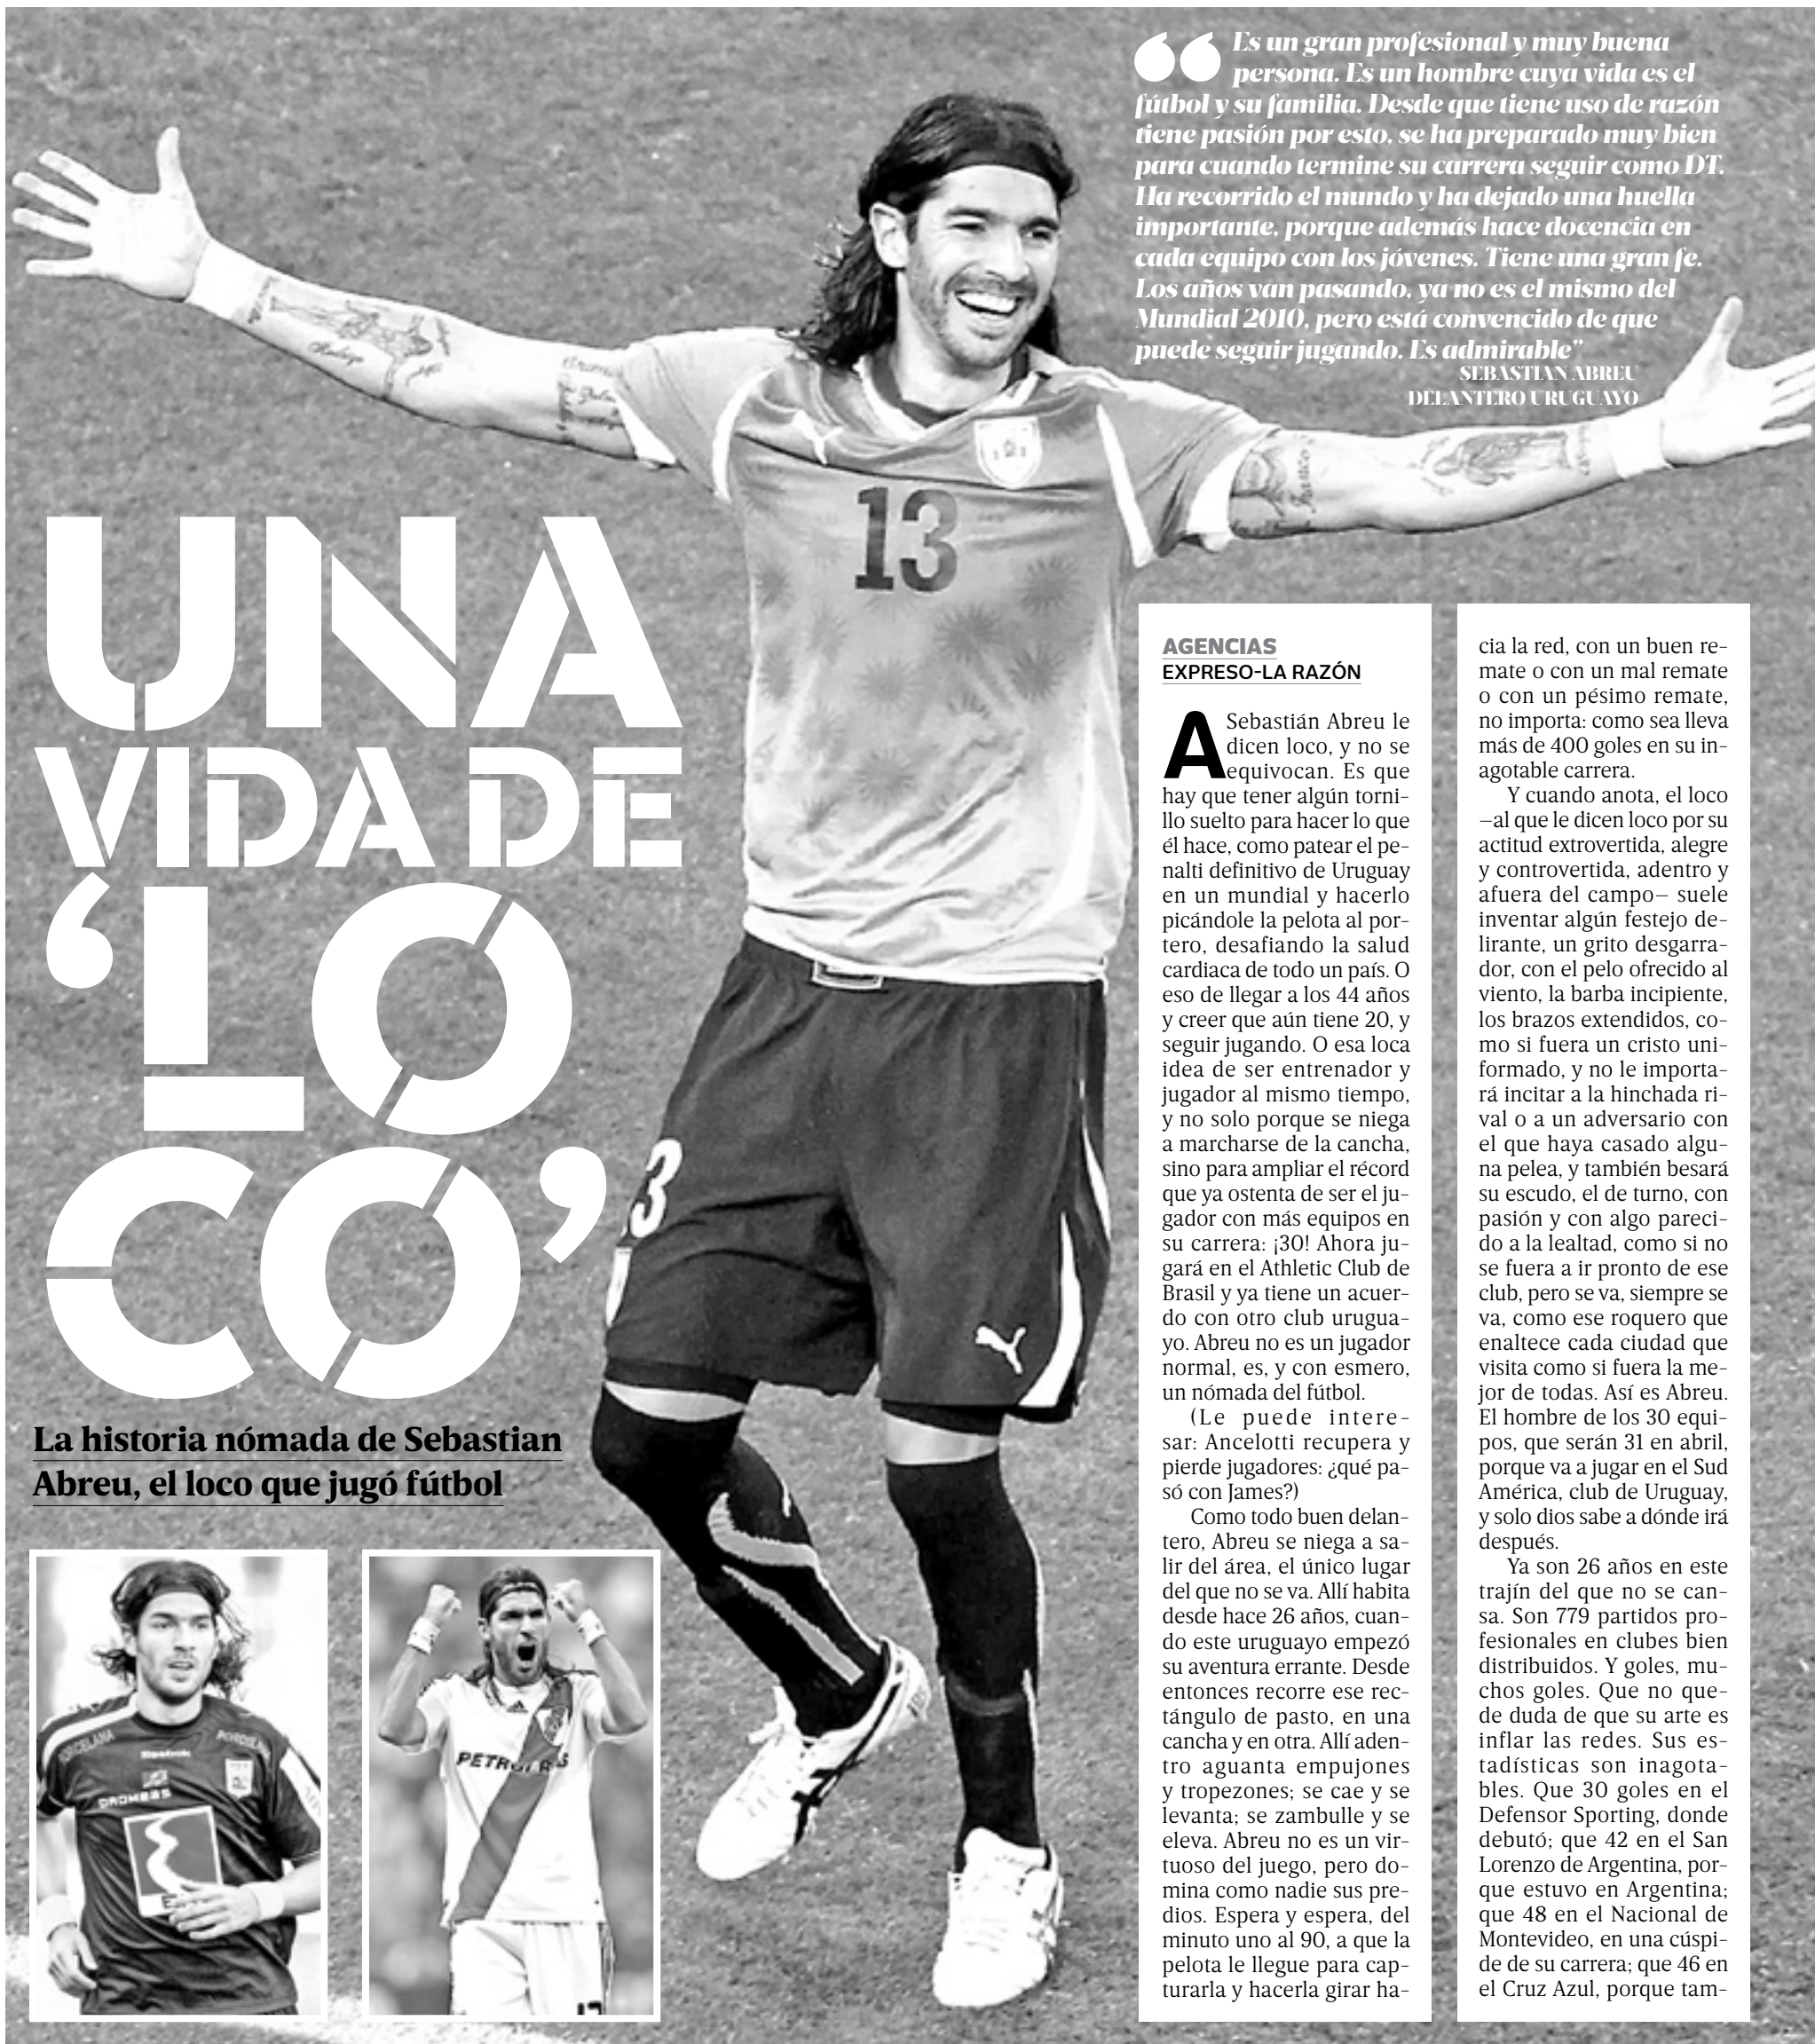 Es un gran profesional y muy buena
persona. Es un hombre cuya vida es el
fútbol y su familia. Desde que tiene uso de razón
tiene pasión por esto, se ha preparado muy bien
para cuando termine su carrera seguir como DT.
Ha recorrido el mundo y ha dejado una huella
importante, porque además hace docencia en
cada equipo con los jóvenes. Tiene una gran fe.
Los años van pasando, ya no es el mismo del
Mundial 2010, pero está convencido de que
puede seguir jugando. Es admirable”
SEBASTIAN ABREU
DELANTERO URUGUAYO
13
UNA
VIDA DE
‘LO
CO’
La historia nómada de Sebastian
Abreu, el loco que jugó fútbol
Reebok
PETROBRAS
AGENCIAS
EXPRESO-LA RAZÓN
A Sebastián Abreu le
dicen loco, y no se
equivocan. Es que
hay que tener algún torni-
llo suelto para hacer lo que
él hace, como patear el pe-
nalti definitivo de Uruguay
en un mundial y hacerlo
picándole la pelota al por-
tero, desafiando la salud
cardiaca de todo un país. O
eso de llegar a los 44 años
y creer que aún tiene 20, y
seguir jugando. O esa loca
idea de ser entrenador y
jugador al mismo tiempo,
y no solo porque se niega
a marcharse de la cancha,
sino para ampliar el récord
que ya ostenta de ser el ju-
gador con más equipos en
su carrera: ¡30! Ahora ju-
gará en el Athletic Club de
Brasil y ya tiene un acuer-
do con otro club urugua-
yo. Abreu no es un jugador
normal, es, y con esmero,
un nómada del fútbol.
(Le puede intere-
sar: Ancelotti recupera y
pierde jugadores: ¿qué pa-
só con James?)
Como todo buen delan-
tero, Abreu se niega a sa-
lir del área, el único lugar
del que no se va. Allí habita
desde hace 26 años, cuan-
do este uruguayo empezó
su aventura errante. Desde
entonces recorre ese rec-
tángulo de pasto, en una
cancha y en otra. Allí aden-
tro aguanta empujones
y tropezones; se cae y se
levanta; se zambulle y se
eleva. Abreu no es un vir-
tuoso del juego, pero do-
mina como nadie sus pre-
dios. Espera y espera, del
minuto uno al 90, a que la
pelota le llegue para cap-
turarla y hacerla girar ha-
cia la red, con un buen re-
mate o con un mal remate
o con un pésimo remate,
no importa: como sea lleva
más de 400 goles en su in-
agotable carrera.
Y cuando anota, el loco
–al que le dicen loco por su
actitud extrovertida, alegre
y controvertida, adentro y
afuera del campo– suele
inventar algún festejo de-
lirante, un grito desgarra-
dor, con el pelo ofrecido al
viento, la barba incipiente,
los brazos extendidos, co-
mo si fuera un cristo uni-
formado, y no le importa-
rá incitar a la hinchada ri-
val o a un adversario con
el que haya casado algu-
na pelea, y también besará
su escudo, el de turno, con
pasión y con algo pareci-
do a la lealtad, como si no
se fuera a ir pronto de ese
club, pero se va, siempre se
va, como ese roquero que
enaltece cada ciudad que
visita como si fuera la me-
jor de todas. Así es Abreu.
El hombre de los 30 equi-
pos, que serán 31 en abril,
porque va a jugar en el Sud
América, club de Uruguay,
y solo dios sabe a dónde irá
después.
Ya son 26 años en este
trajín del que no se can-
sa. Son 779 partidos pro-
fesionales en clubes bien
distribuidos. Y goles, mu-
chos goles. Que no que-
de duda de que su arte es
inflar las redes. Sus es-
tadísticas son inagota-
bles. Que 30 goles en el
Defensor Sporting, donde
debutó; que 42 en el San
Lorenzo de Argentina, por-
que estuvo en Argentina;
que 48 en el Nacional de
Montevideo, en una cúspi-
de de su carrera; que 46 en
el Cruz Azul, porque tam-